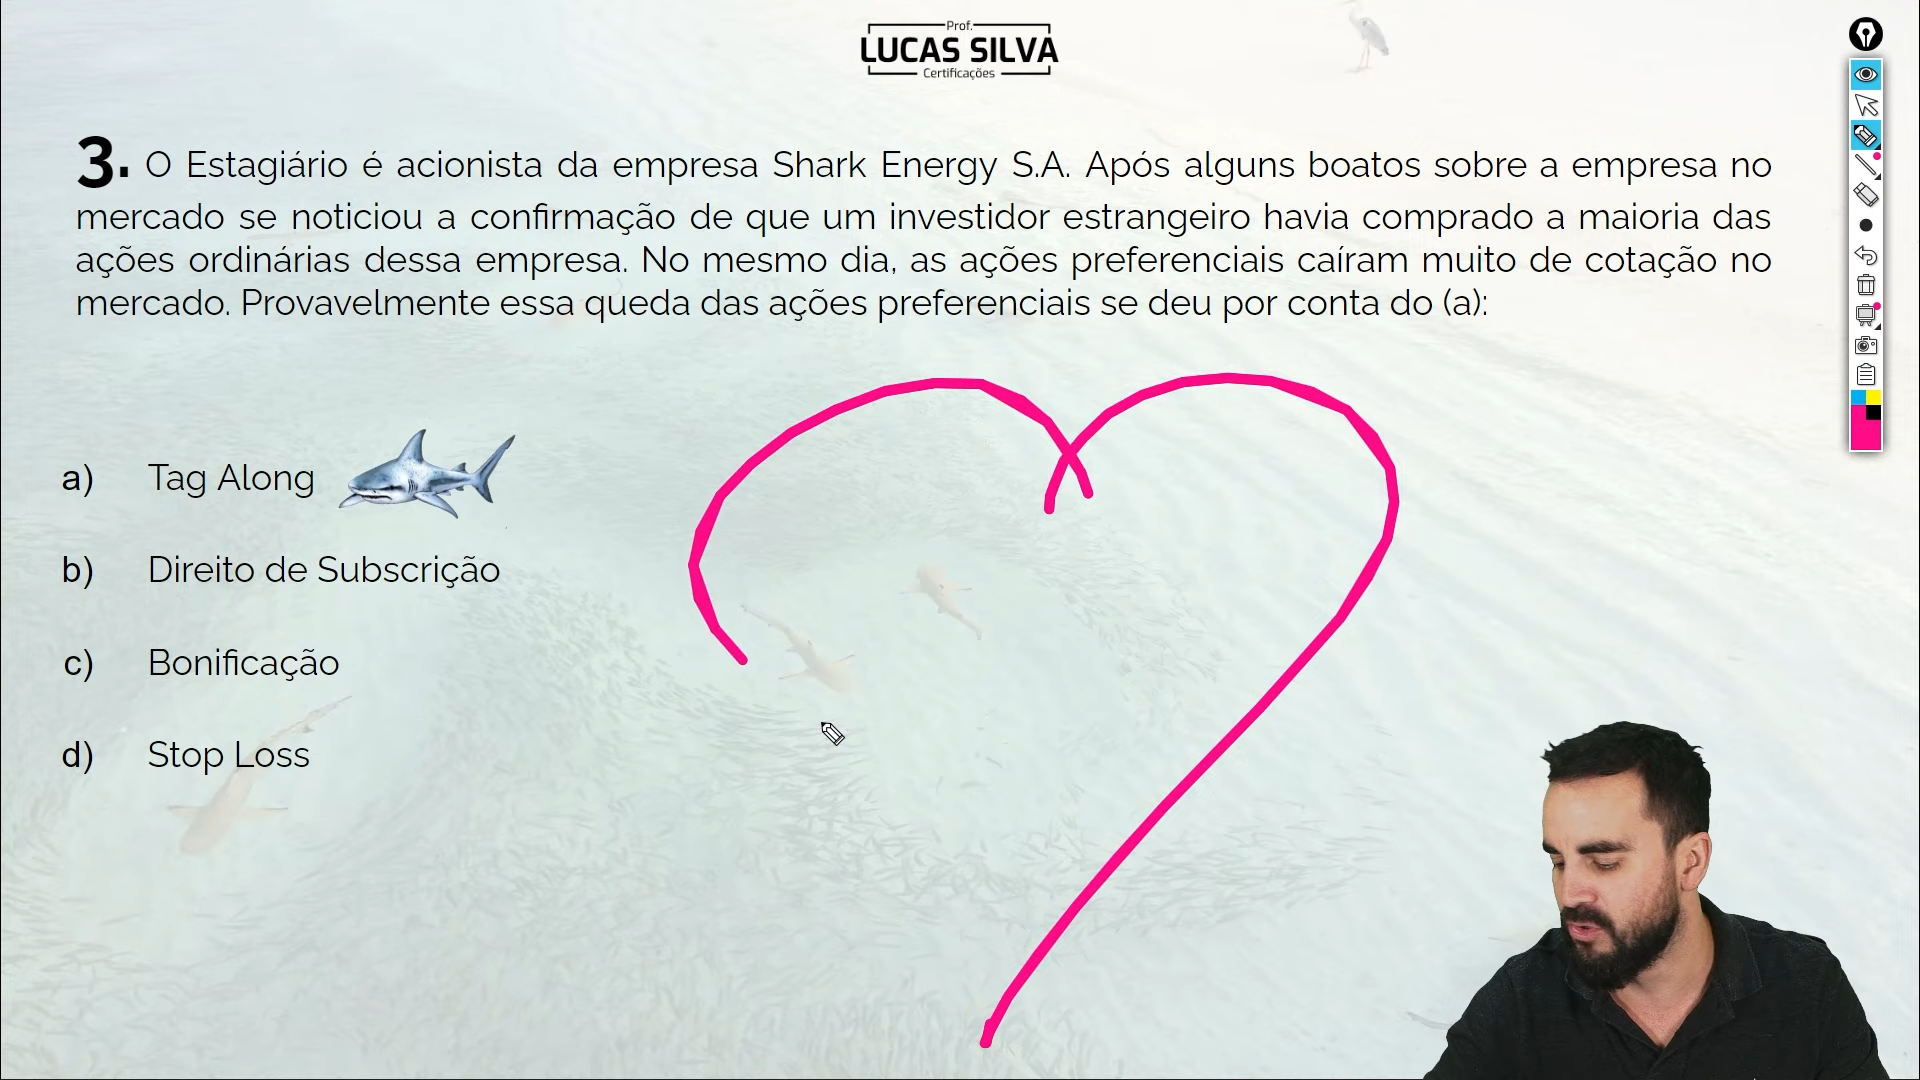 Prof.
LUCAS SILVA
Certificações
3. O Estagiário é acionista da empresa Shark Energy S.A. Após alguns boatos sobre a empresa no
mercado se noticiou a confirmação de que um investidor estrangeiro havia comprado a maioria das
ações ordinárias dessa empresa. No mesmo dia, as ações preferenciais caíram muito de cotação no
mercado. Provavelmente essa queda das ações preferenciais se deu por conta do (a):
a) Tag Along
b) Direito de Subscrição
c) Bonificação
d) Stop Loss